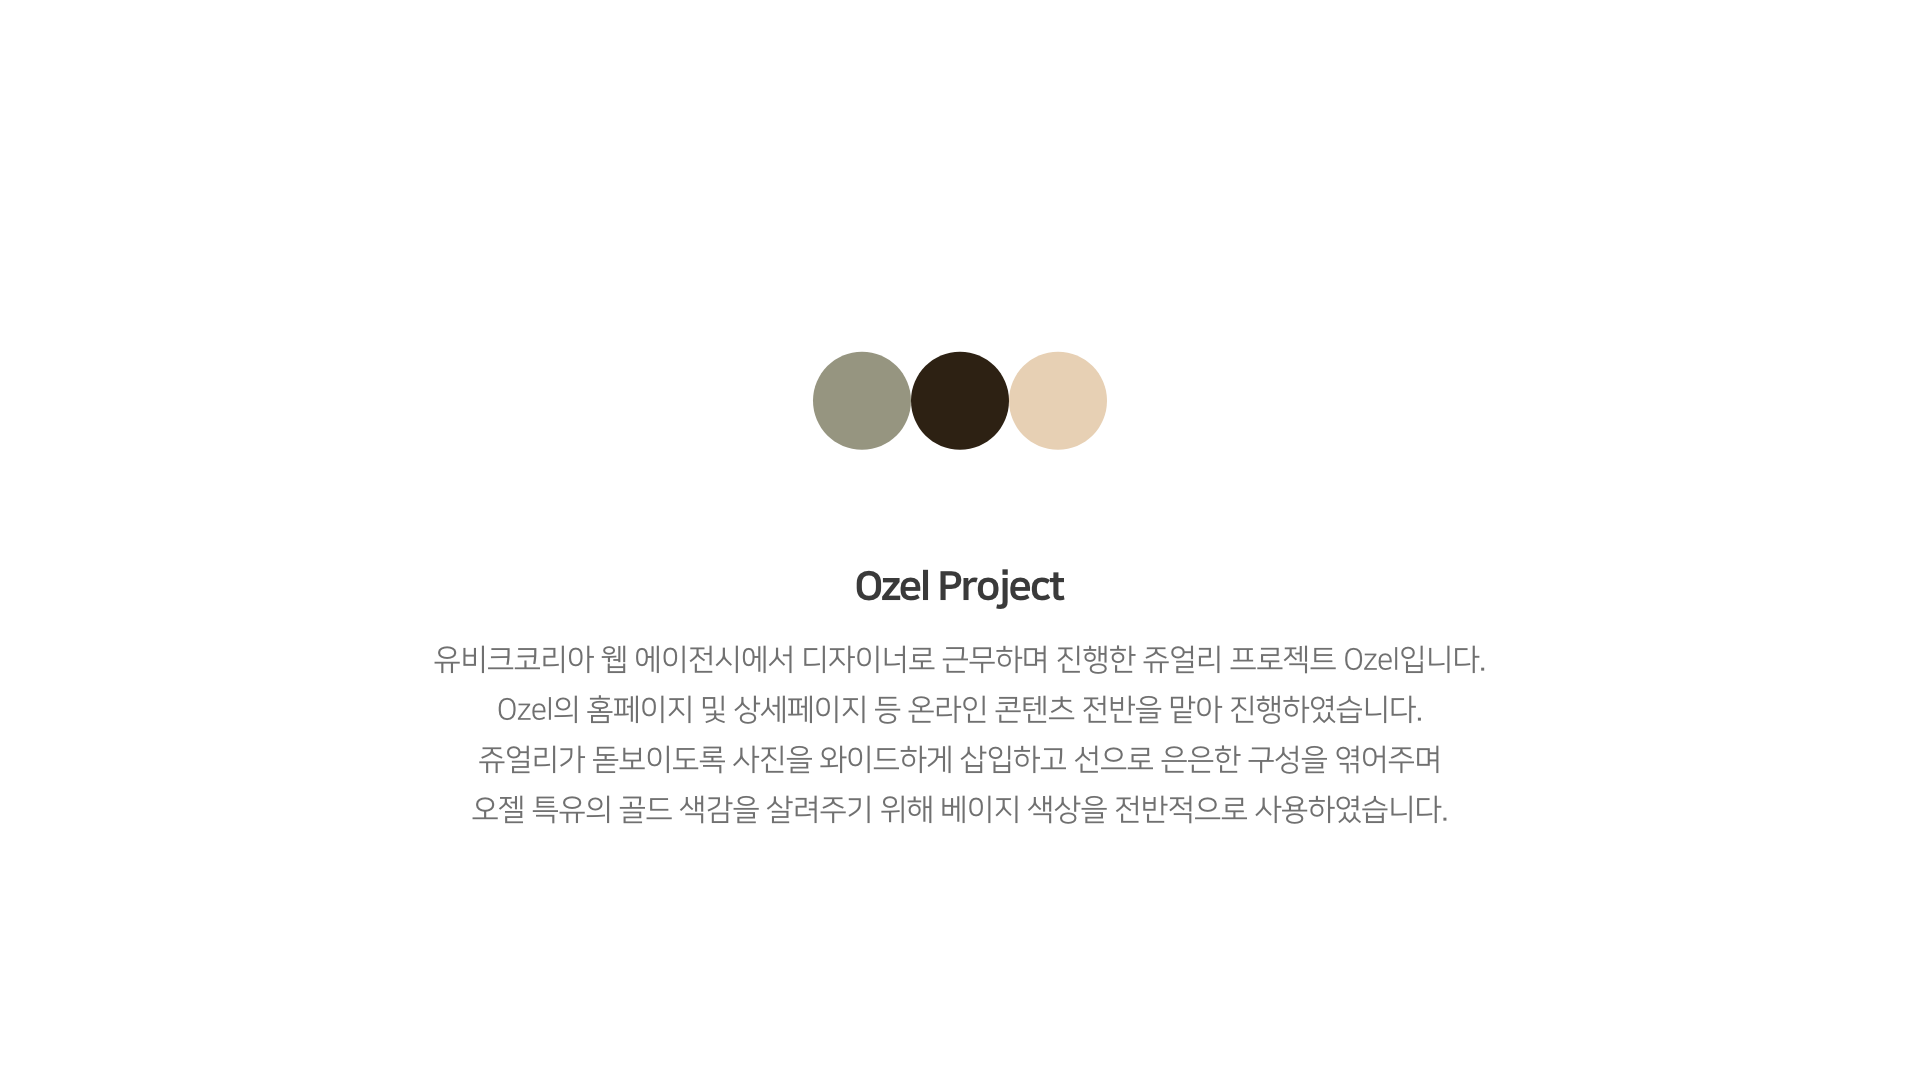 Ozel Project
유비크코리아 웹 에이전시에서 디자이너로 근무하며 진행한 쥬얼리 프로젝트 Ozel입니다.
Ozel의 홈페이지 및 상세페이지 등 온라인 콘텐츠 전반을 맡아 진행하였습니다.
쥬얼리가 돋보이도록 사진을 와이드하게 삽입하고 선으로 은은한 구성을 엮어주며
오젤 특유의 골드 색감을 살려주기 위해 베이지 색상을 전반적으로 사용하였습니다.